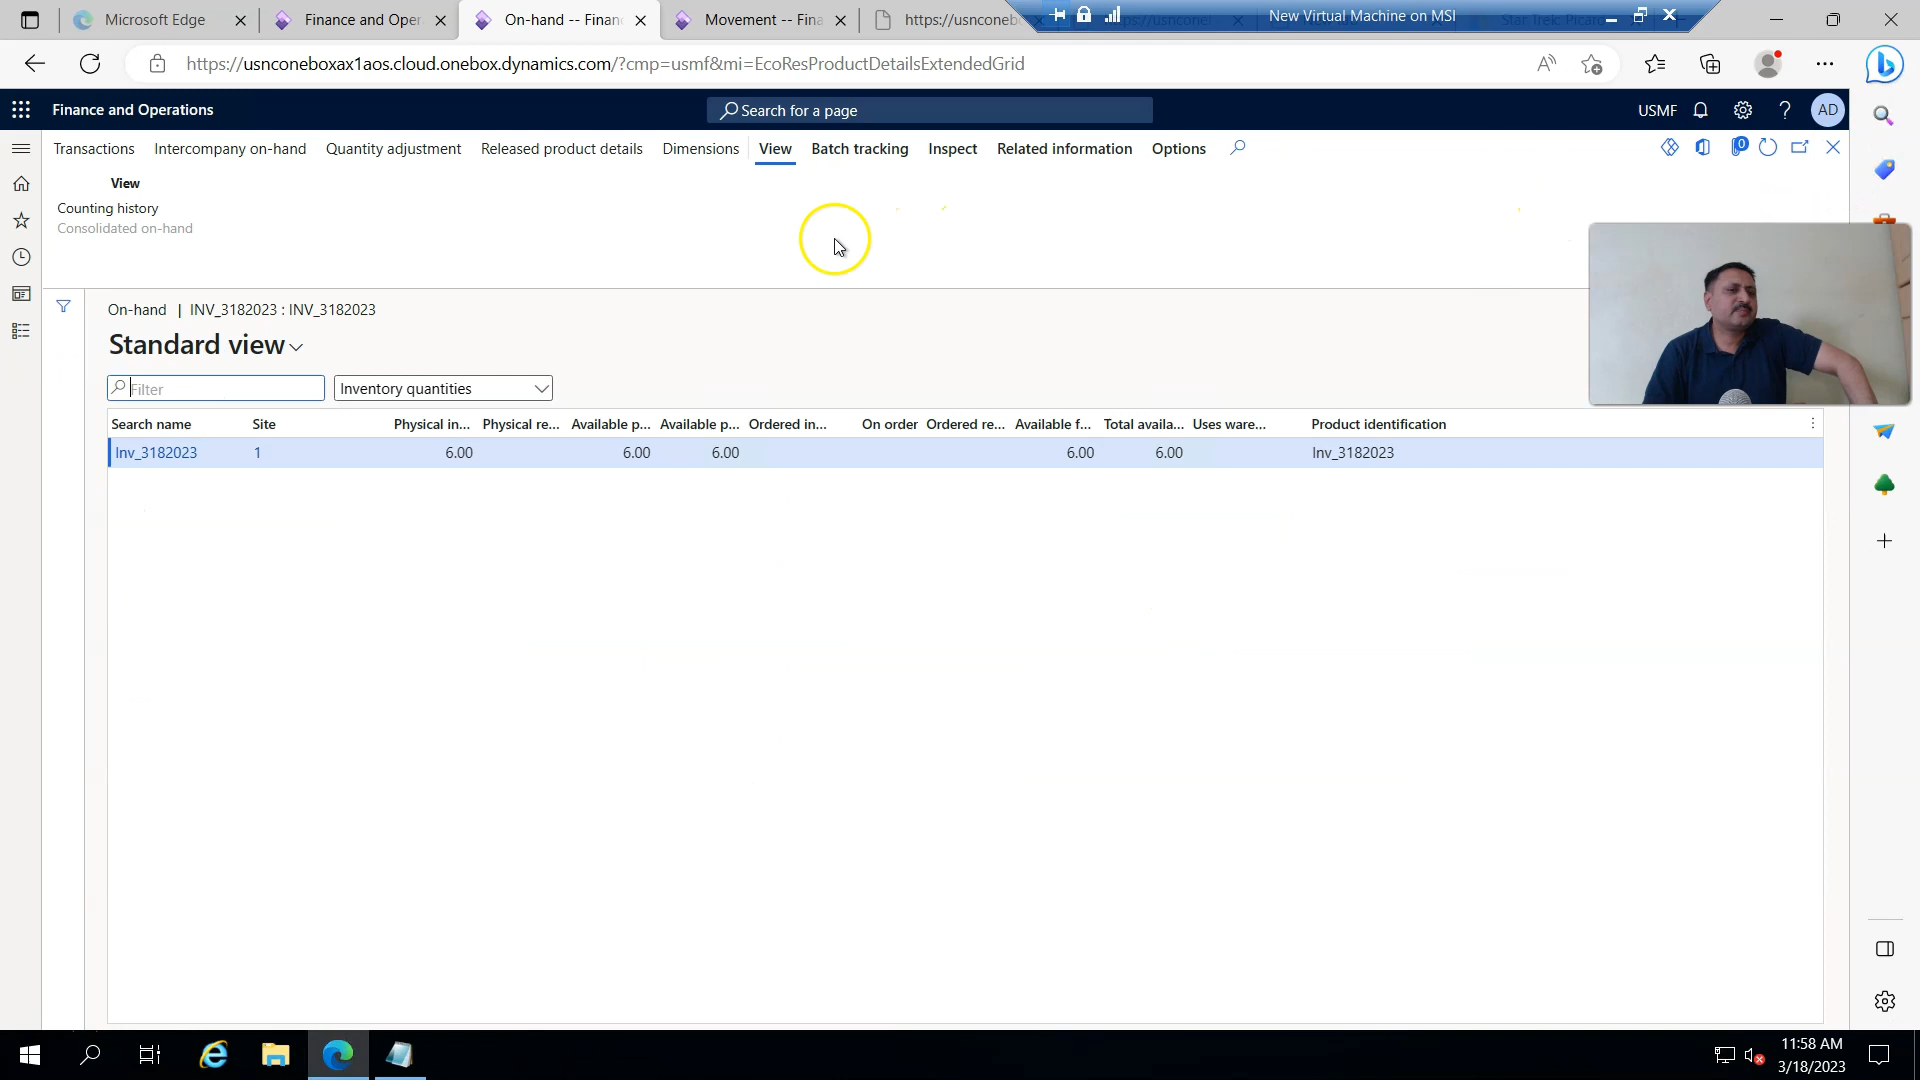 Microsoft Edge
Finance and Oper
On-hand -- Financ
Movement -- Fina
https://usnconeb
New Virtual Machine on MSI
https://usnconeboxax1aos.cloud.onebox.dynamics.com/?cmp=usmf&mi=EcoResProductDetailsExtendedGrid
Finance and Operations
Search for a page
USMF
AD
Transactions
Intercompany on-hand
Quantity adjustment
Released product details
Dimensions
View
Batch tracking
Inspect
Related information
Options
0
View
Counting history
Consolidated on-hand
On-hand | INV_3182023 : INV_3182023
Standard view
Filter
Inventory quantities
Search name Site Physical in... Physical re... Available p... Available p... Ordered in... On order Ordered re... Available f... Total availa... Uses ware... Product identification
Inv_3182023 1 6.00 6.00 6.00 6.00 6.00 Inv_3182023
11:58 AM
3/18/2023